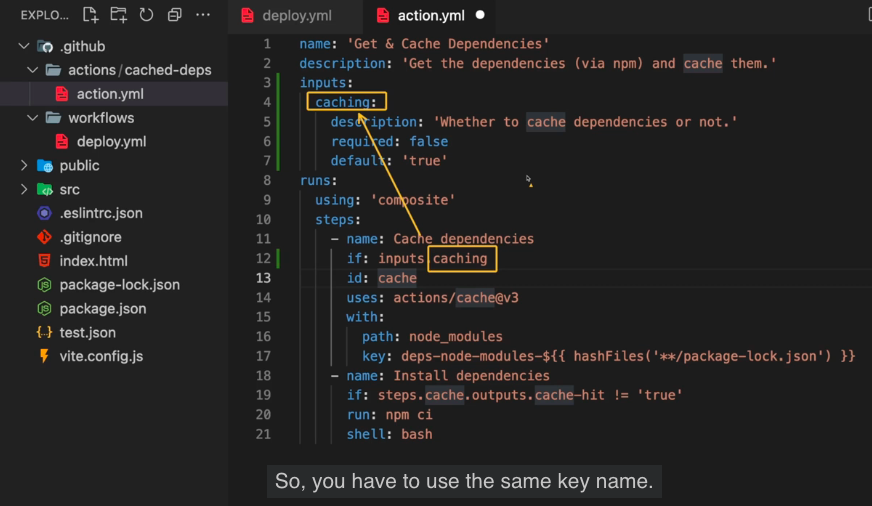 EXPLO...
deploy.yml
action.yml
.github
actions/cached-deps
action.yml
workflows
deploy.yml
public
src
.eslintrc.json
.gitignore
index.html
package-lock.json
package.json
test.json
vite.config.js
1 name: 'Get & Cache Dependencies'
2 description: 'Get the dependencies (via npm) and cache them.'
3 inputs:
4 caching:
5 description: 'Whether to cache dependencies or not.'
6 required: false
7 default: 'true'
8 runs:
9 using: 'composite'
10 steps:
11 - name: Cache dependencies
12 if: inputs.caching
13 id: cache
14 uses: actions/cache@v3
15 with:
16 path: node_modules
17 key: deps-node-modules-${{ hashFiles('**/package-lock.json') }}
18 - name: Install dependencies
19 if: steps.cache.outputs.cache-hit != 'true'
20 run: npm ci
21 shell: bash
So, you have to use the same key name.